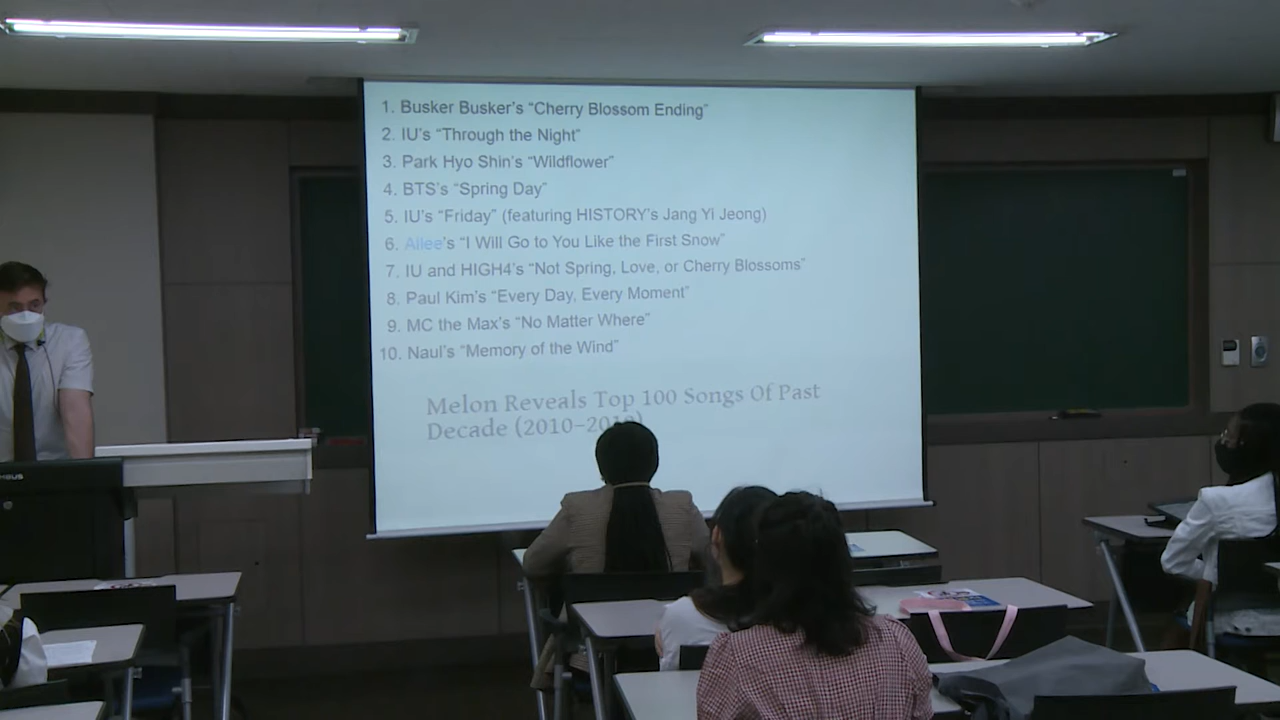 1. Busker Busker's “Cherry Blossom Ending”
2. IU's “Through the Night”
3. Park Hyo Shin's “Wildflower”
4. BTS's “Spring Day”
5. IU's “Friday” (featuring HISTORY's Jang Yi Jeong)
6. Ailee's “I Will Go to You Like the First Snow”
7. IU and HIGH4's “Not Spring, Love, or Cherry Blossoms”
8. Paul Kim's “Every Day, Every Moment”
9. MC the Max's “No Matter Where”
10. Naul's “Memory of the Wind”
Melon Reveals Top 100 Songs Of Past
Decade (2010-2019)